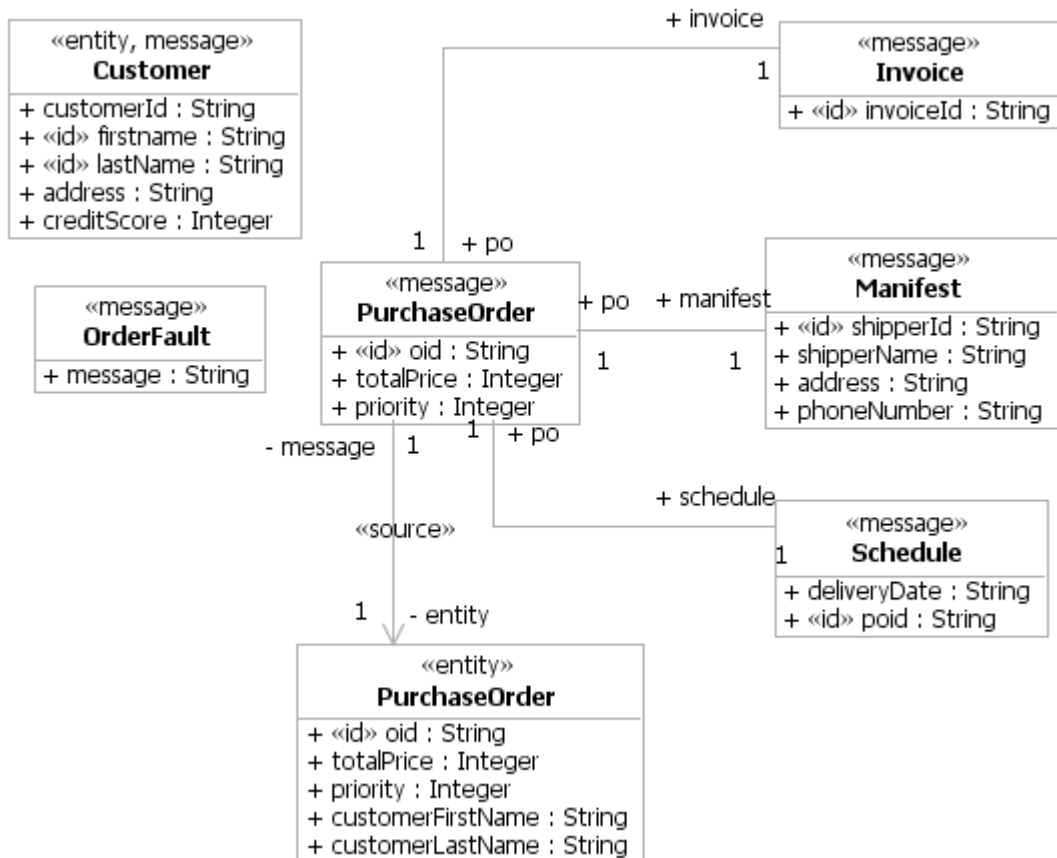 «entity, message»
Customer
+ customerId : String
+ «id» firstname : String
+ «id» lastName : String
+ address : String
+ creditScore : Integer
+ invoice
1
«message»
Invoice
+ «id» invoiceId : String
1
+ po
«message»
OrderFault
+ message : String
«message»
PurchaseOrder
+ «id» oid : String
+ totalPrice : Integer
+ priority : Integer
+ po
+ manifest
1
1
«message»
Manifest
+ «id» shipperId : String
+ shipperName : String
+ address : String
+ phoneNumber : String
- message
1
1
+ po
+ schedule
1
«message»
Schedule
+ deliveryDate : String
+ «id» poid : String
«source»
1
- entity
«entity»
PurchaseOrder
+ «id» oid : String
+ totalPrice : Integer
+ priority : Integer
+ customerFirstName : String
+ customerLastName : String